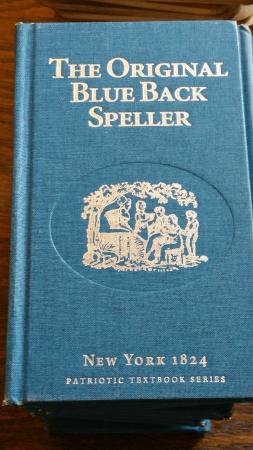 THE ORIGINAL
BLUE BACK
SPELLER
NEW YORK 1824
PATRIOTIC TEXTBOOK SERIES